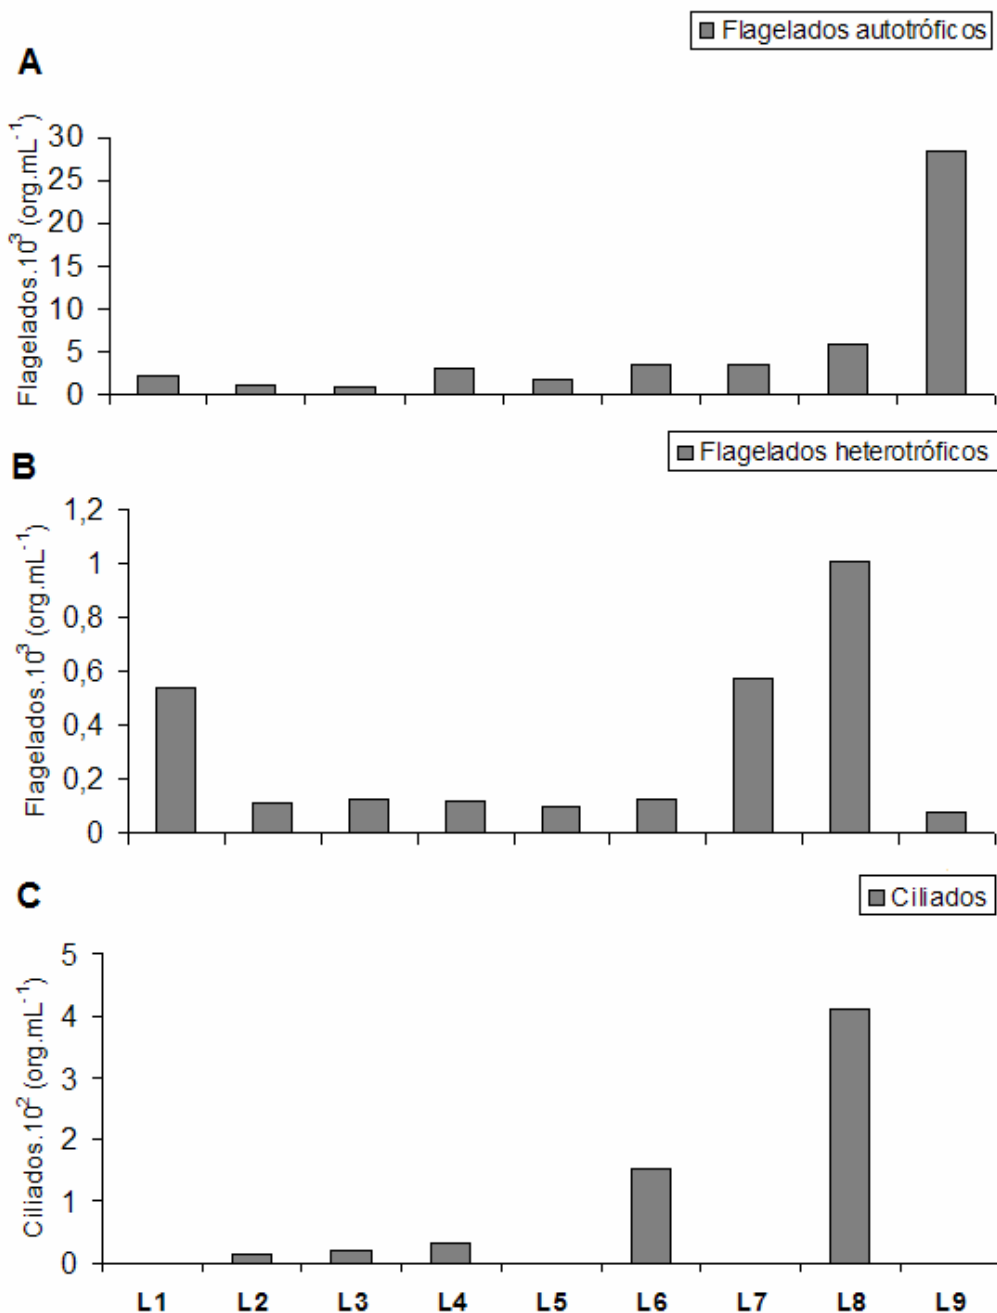 Flagelados autotróficos
A
Flagelados.10³ (org.mL⁻¹)
30
25
20
15
10
5
0
Flagelados heterotróficos
B
Flagelados.10³ (org.mL⁻¹)
1,2
1
0,8
0,6
0,4
0,2
0
C
Ciliados
Ciliados.10² (org.mL⁻¹)
5
4
3
2
1
0
L1 L2 L3 L4 L5 L6 L7 L8 L9